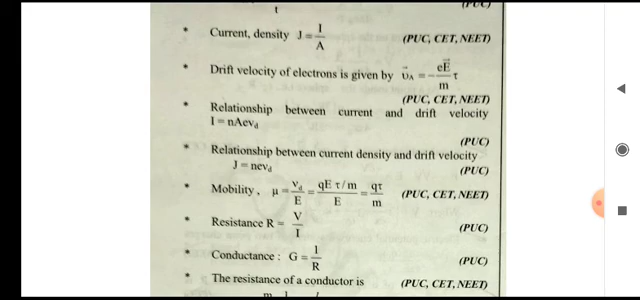 t
(PUC)
* Current, density J = I/A (PUC, CET, NEET)
* Drift velocity of electrons is given by υ⃗A = -eE⃗/m τ
(PUC, CET, NEET)
* Relationship between current and drift velocity
I = nAevd
(PUC)
* Relationship between current density and drift velocity
J = nevd (PUC)
* Mobility, μ = vd/E = qE τ/m/E = qτ/m (PUC, CET, NEET)
* Resistance R = V/I (PUC)
* Conductance : G = 1/R (PUC)
* The resistance of a conductor is (PUC, CET, NEET)